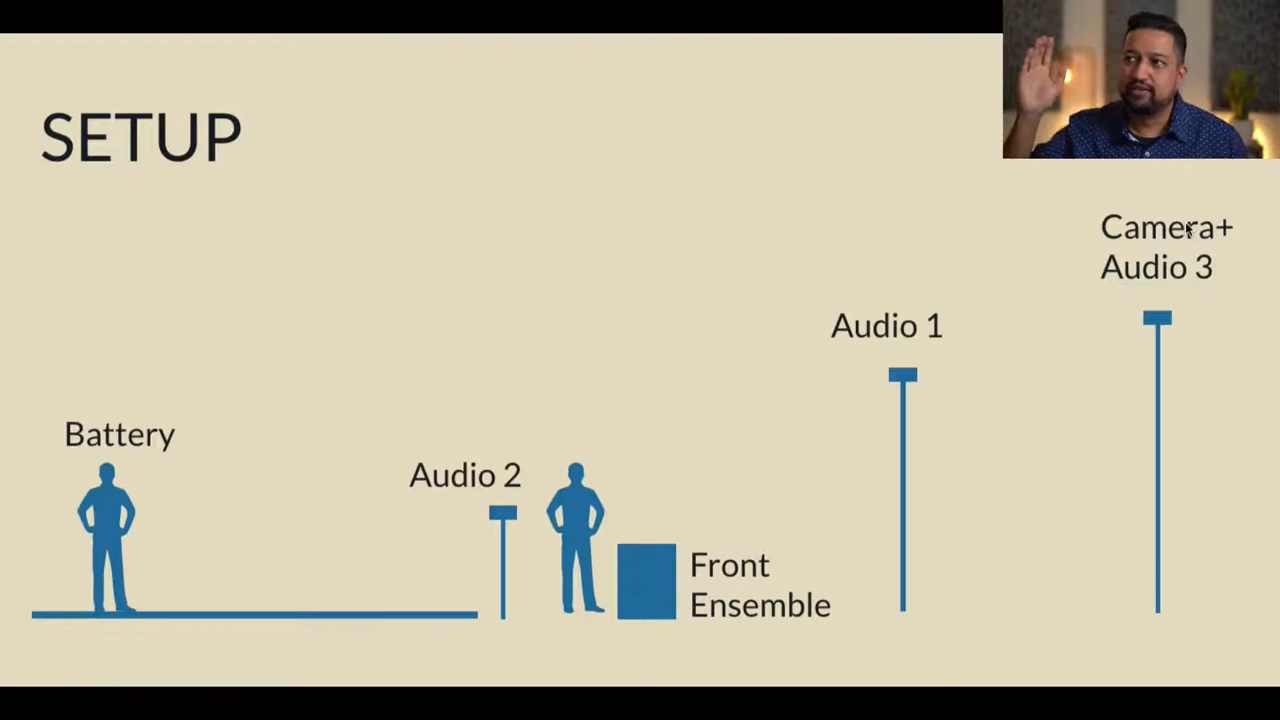 SETUP
Camera+
Audio 3
Audio 1
Battery
Audio 2
Front
Ensemble